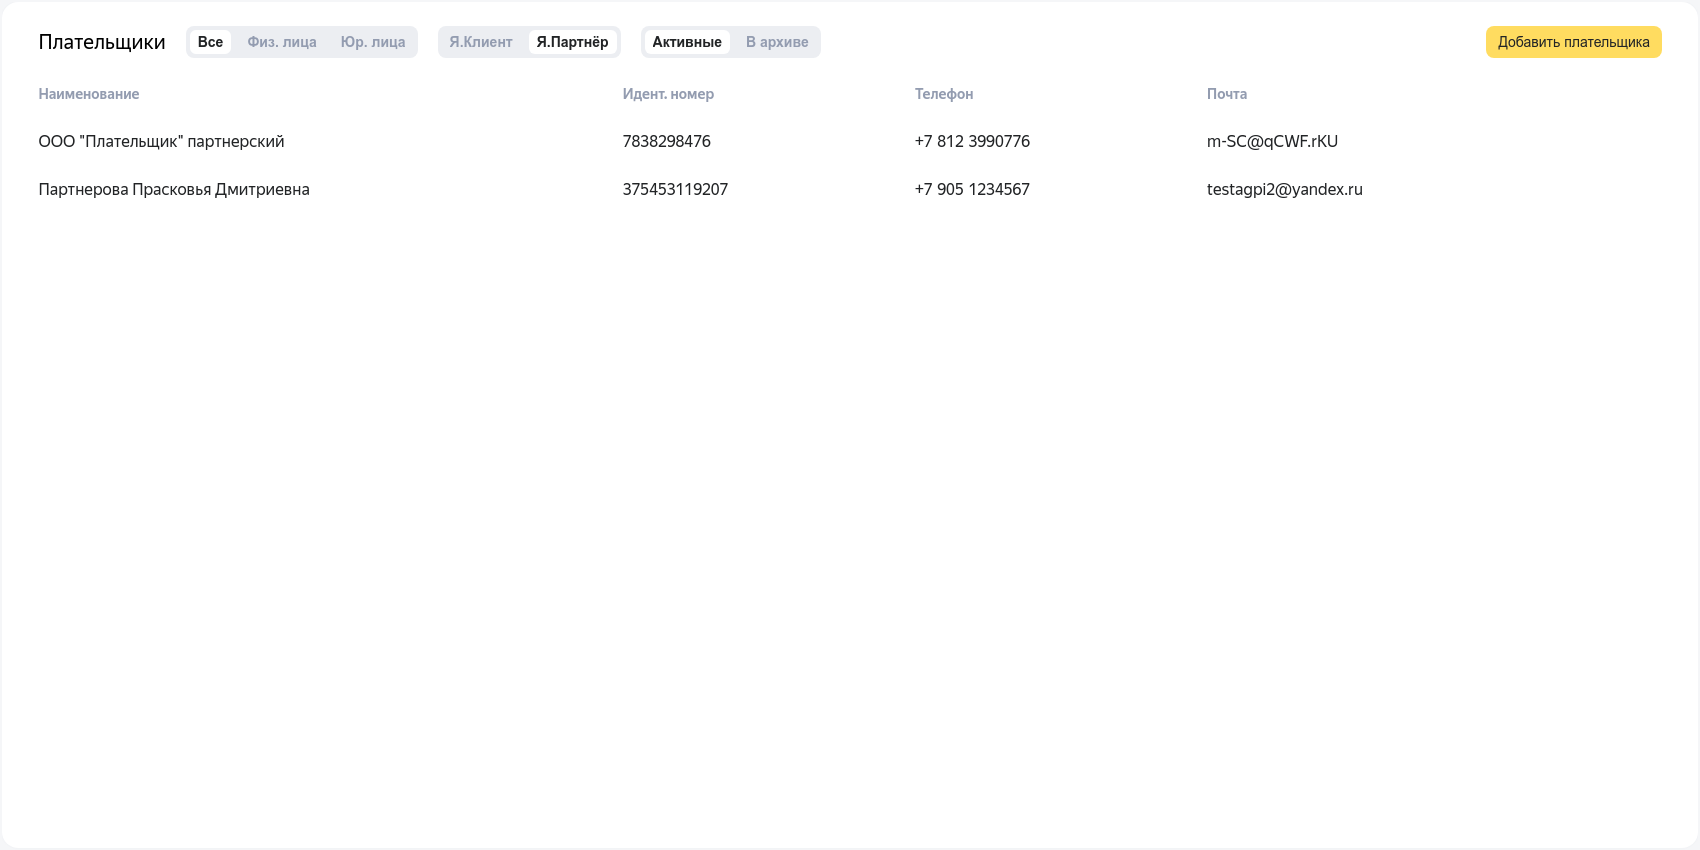 Плательщики Все Физ. лица Юр. лица Я.Клиент Я.Партнёр Активные В архиве Добавить плательщика
Наименование Идент. номер Телефон Почта
ООО "Плательщик" партнерский 7838298476 +7 812 3990776 m-SC@qCWF.rKU
Партнерова Прасковья Дмитриевна 375453119207 +7 905 1234567 testagpi2@yandex.ru